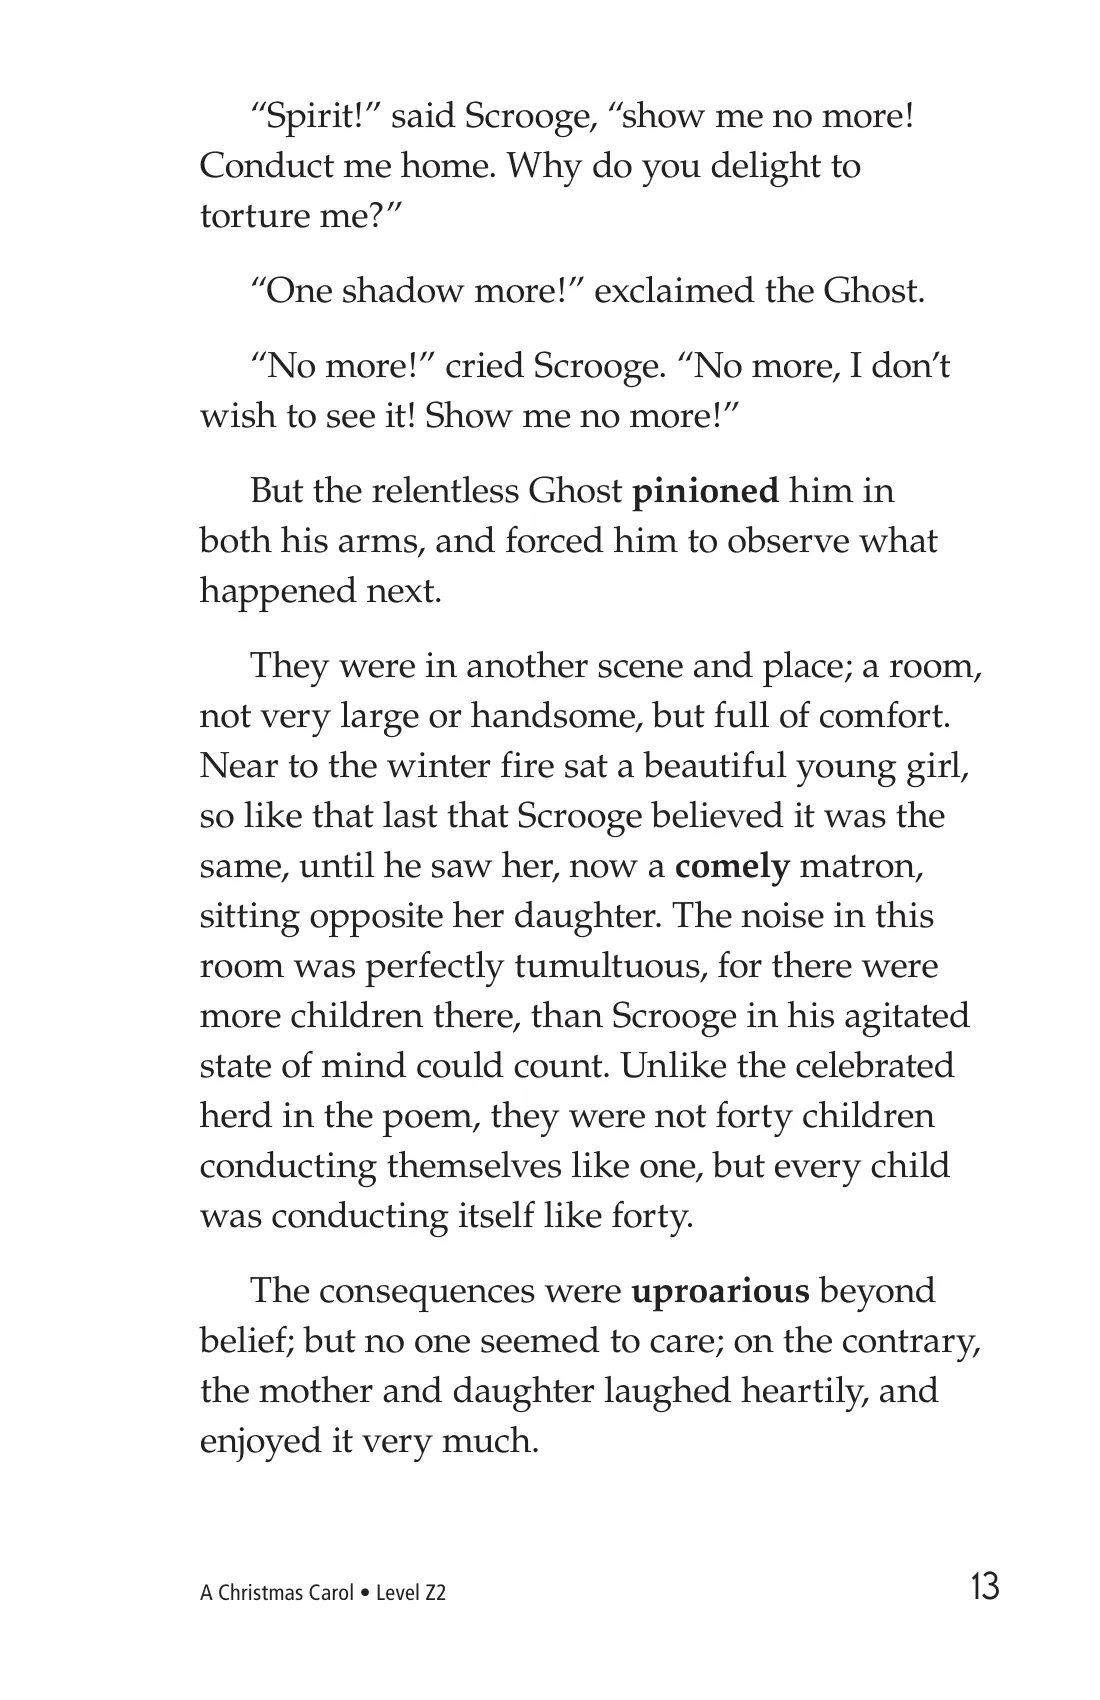 “Spirit!” said Scrooge, “show me no more!
Conduct me home. Why do you delight to
torture me?”
“One shadow more!” exclaimed the Ghost.
“No more!” cried Scrooge. “No more, I don’t
wish to see it! Show me no more!”
But the relentless Ghost pinioned him in
both his arms, and forced him to observe what
happened next.
They were in another scene and place; a room,
not very large or handsome, but full of comfort.
Near to the winter fire sat a beautiful young girl,
so like that last that Scrooge believed it was the
same, until he saw her, now a comely matron,
sitting opposite her daughter. The noise in this
room was perfectly tumultuous, for there were
more children there, than Scrooge in his agitated
state of mind could count. Unlike the celebrated
herd in the poem, they were not forty children
conducting themselves like one, but every child
was conducting itself like forty.
The consequences were uproarious beyond
belief; but no one seemed to care; on the contrary,
the mother and daughter laughed heartily, and
enjoyed it very much.
A Christmas Carol • Level Z2
13